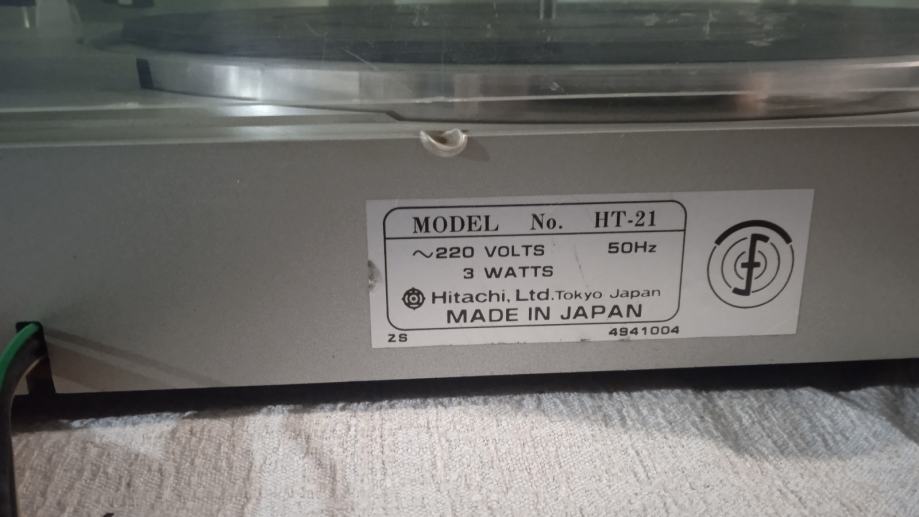 MODEL No. HT-21
~220 VOLTS 50Hz
3 WATTS
Hitachi, Ltd. Tokyo Japan
MADE IN JAPAN
ZS 4941004